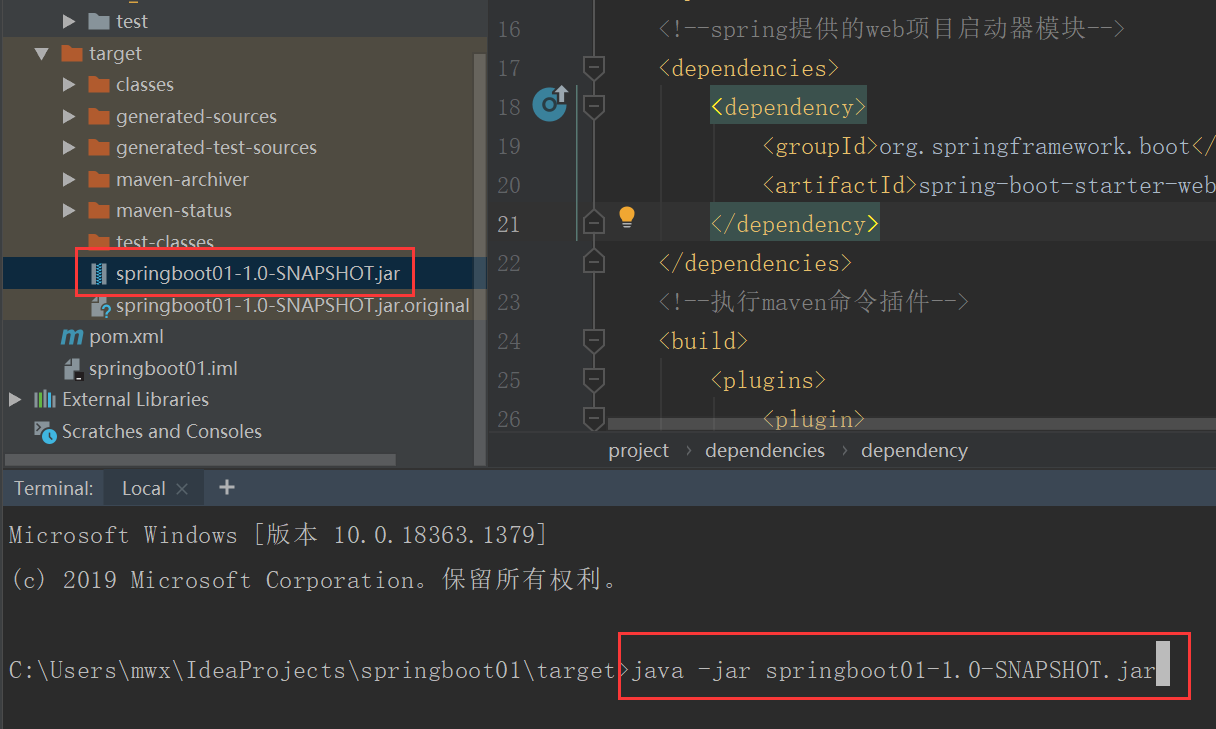 test
target
classes
generated-sources
generated-test-sources
maven-archiver
maven-status
test-classes
springboot01-1.0-SNAPSHOT.jar
springboot01-1.0-SNAPSHOT.jar.original
pom.xml
springboot01.iml
External Libraries
Scratches and Consoles
16 <!--spring提供的web项目启动器模块-->
17 <dependencies>
18 <dependency>
19 <groupId>org.springframework.boot</
20 <artifactId>spring-boot-starter-web
21 </dependency>
22 </dependencies>
23 <!--执行maven命令插件-->
24 <build>
25 <plugins>
26 <plugin>
project › dependencies › dependency
Terminal: Local × +
Microsoft Windows [版本 10.0.18363.1379]
(c) 2019 Microsoft Corporation。保留所有权利。
C:\Users\mwx\IdeaProjects\springboot01\target>java -jar springboot01-1.0-SNAPSHOT.jar